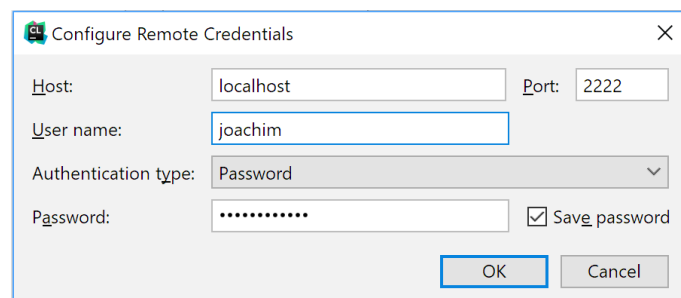 CL Configure Remote Credentials
Host: localhost Port: 2222
User name: joachim
Authentication type: Password
Password: •••••••••••• Save password
OK Cancel